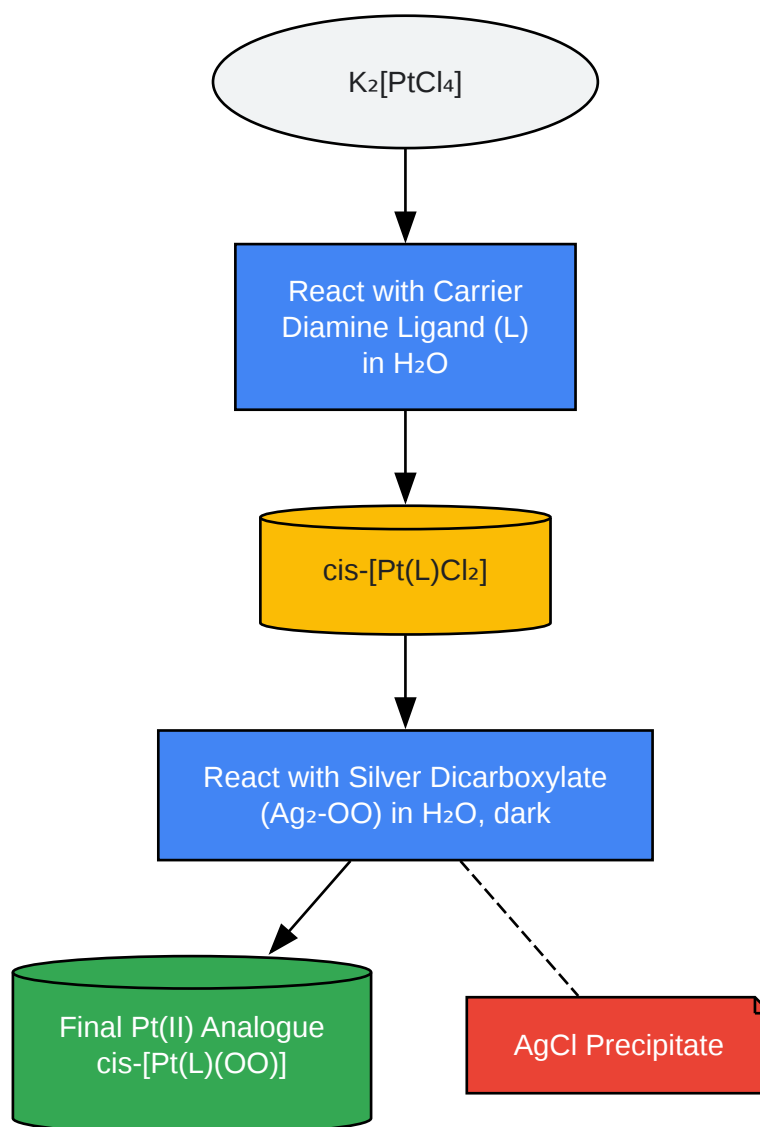 K₂[PtCl₄]
React with Carrier
Diamine Ligand (L)
in H₂O
cis-[Pt(L)Cl₂]
React with Silver Dicarboxylate
(Ag₂-OO) in H₂O, dark
Final Pt(II) Analogue
cis-[Pt(L)(OO)]
AgCl Precipitate